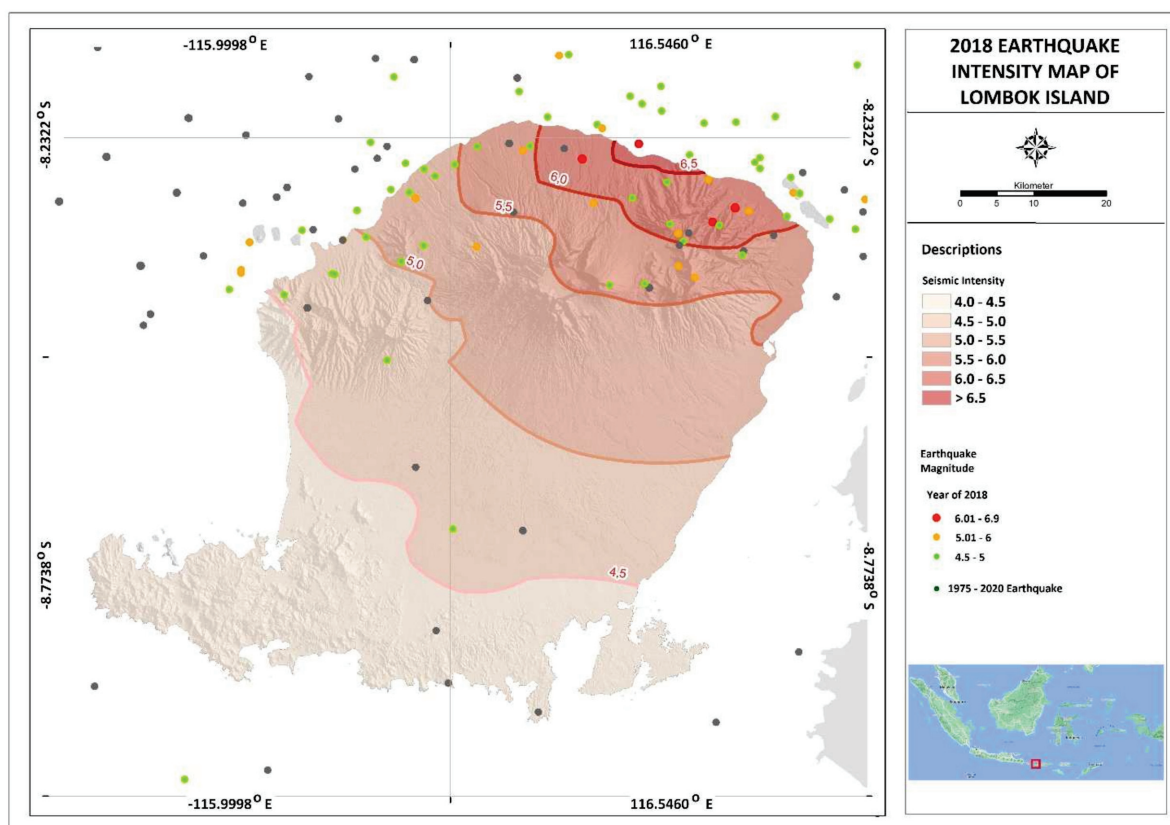 -115.9998° E
116.5460° E
-8.2322° S
-8.2322° S
6,5
6,0
5,5
5,0
4,5
-8.7738° S
-8.7738° S
-115.9998° E
116.5460° E
2018 EARTHQUAKE
INTENSITY MAP OF
LOMBOK ISLAND
Kilometer
0 5 10 20
Descriptions
Seismic Intensity
4.0 - 4.5
4.5 - 5.0
5.0 - 5.5
5.5 - 6.0
6.0 - 6.5
> 6.5
Earthquake
Magnitude
Year of 2018
6.01 - 6.9
5.01 - 6
4.5 - 5
1975 - 2020 Earthquake